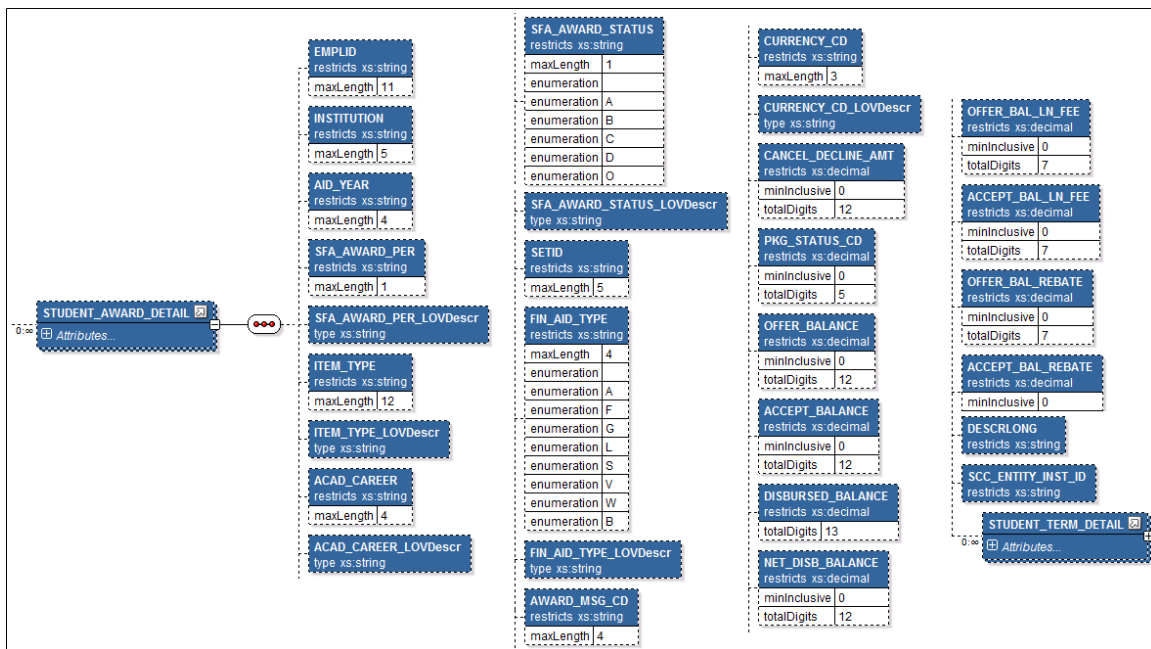 STUDENT_AWARD_DETAIL
Attributes...
0:∞
EMPLID
restricts xs:string
maxLength 11
INSTITUTION
restricts xs:string
maxLength 5
AID_YEAR
restricts xs:string
maxLength 4
SFA_AWARD_PER
restricts xs:string
maxLength 1
SFA_AWARD_PER_LOVDescr
type xs:string
ITEM_TYPE
restricts xs:string
maxLength 12
ITEM_TYPE_LOVDescr
type xs:string
ACAD_CAREER
restricts xs:string
maxLength 4
ACAD_CAREER_LOVDescr
type xs:string
SFA_AWARD_STATUS
restricts xs:string
maxLength 1
enumeration
enumeration A
enumeration B
enumeration C
enumeration D
enumeration O
SFA_AWARD_STATUS_LOVDescr
type xs:string
SETID
restricts xs:string
maxLength 5
FIN_AID_TYPE
restricts xs:string
maxLength 4
enumeration
enumeration A
enumeration F
enumeration G
enumeration L
enumeration S
enumeration V
enumeration W
enumeration B
FIN_AID_TYPE_LOVDescr
type xs:string
AWARD_MSG_CD
restricts xs:string
maxLength 4
CURRENCY_CD
restricts xs:string
maxLength 3
CURRENCY_CD_LOVDescr
type xs:string
CANCEL_DECLINE_AMT
restricts xs:decimal
minInclusive 0
totalDigits 12
PKG_STATUS_CD
restricts xs:decimal
minInclusive 0
totalDigits 5
OFFER_BALANCE
restricts xs:decimal
minInclusive 0
totalDigits 12
ACCEPT_BALANCE
restricts xs:decimal
minInclusive 0
totalDigits 12
DISBURSED_BALANCE
restricts xs:decimal
totalDigits 13
NET_DISB_BALANCE
restricts xs:decimal
minInclusive 0
totalDigits 12
OFFER_BAL_LN_FEE
restricts xs:decimal
minInclusive 0
totalDigits 7
ACCEPT_BAL_LN_FEE
restricts xs:decimal
minInclusive 0
totalDigits 7
OFFER_BAL_REBATE
restricts xs:decimal
minInclusive 0
totalDigits 7
ACCEPT_BAL_REBATE
restricts xs:decimal
minInclusive 0
DESCRLONG
restricts xs:string
SCC_ENTITY_INST_ID
restricts xs:string
STUDENT_TERM_DETAIL
Attributes...
0:∞